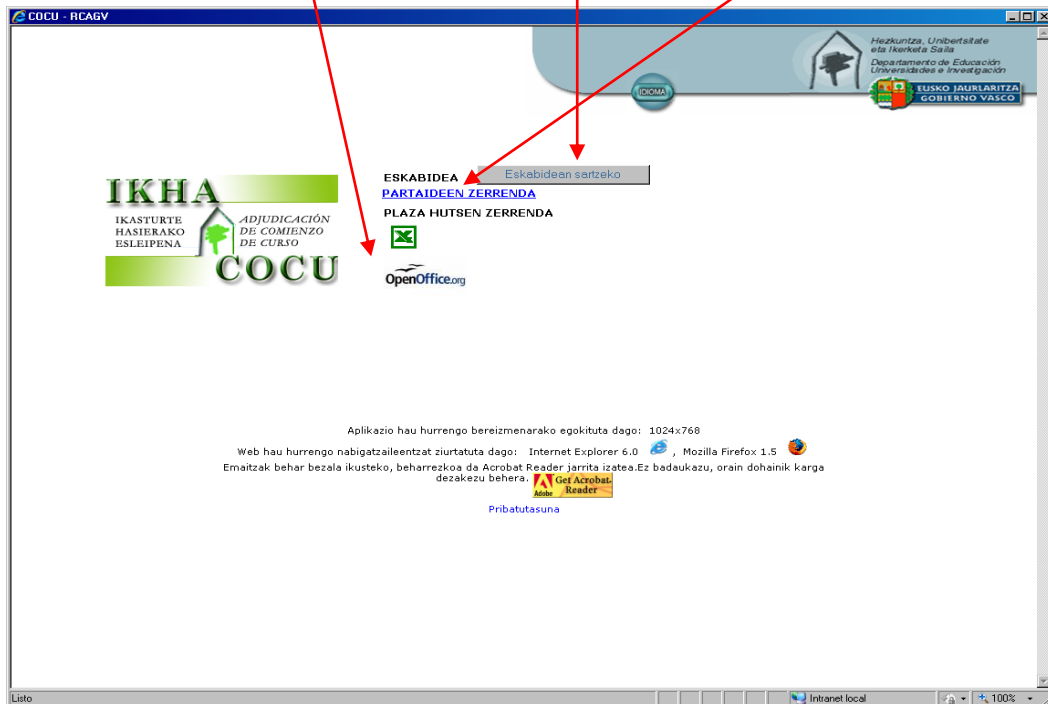 COCU - RCAGV
Hezkuntza, Unibertsitate
eta Ikerketa Saila
Departamento de Educación
Universidades e Investigación
EUSKO JAURLARITZA
GOBIERNO VASCO
IDIOMA
IKHA
IKASTURTE
HASIERAKO
ESLEIPENA
ADJUDICACIÓN
DE COMIENZO
DE CURSO
COCU
ESKABIDEA Eskabidean sartzeko
PARTAIDEEN ZERRENDA
PLAZA HUTSEN ZERRENDA
OpenOffice.org
Aplikazio hau hurrengo bereizmenarako egokituta dago: 1024x768
Web hau hurrengo nabigatzaileentzat ziurtatuta dago: Internet Explorer 6.0 , Mozilla Firefox 1.5
Emaitzak behar bezala ikusteko, beharrezkoa da Acrobat Reader jarrita izatea.Ez badaukazu, orain dohainik karga
dezakezu behera. Get Acrobat Reader Adobe
Pribatutasuna
Listo Intranet local 100%